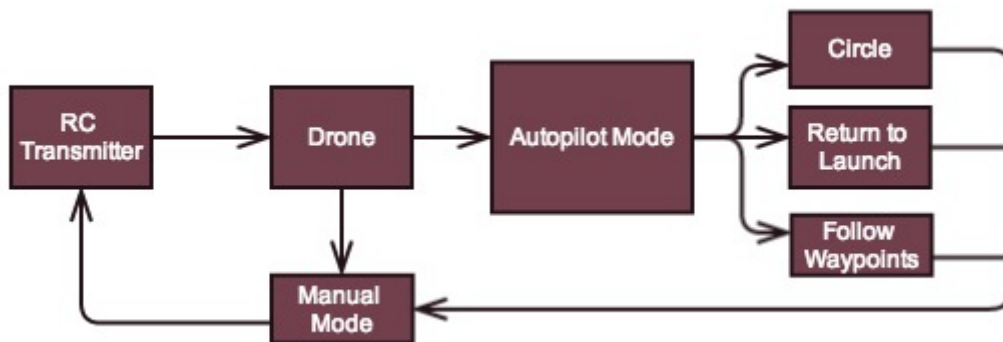 RC
Transmitter
Drone
Autopilot Mode
Circle
Return to
Launch
Follow
Waypoints
Manual
Mode